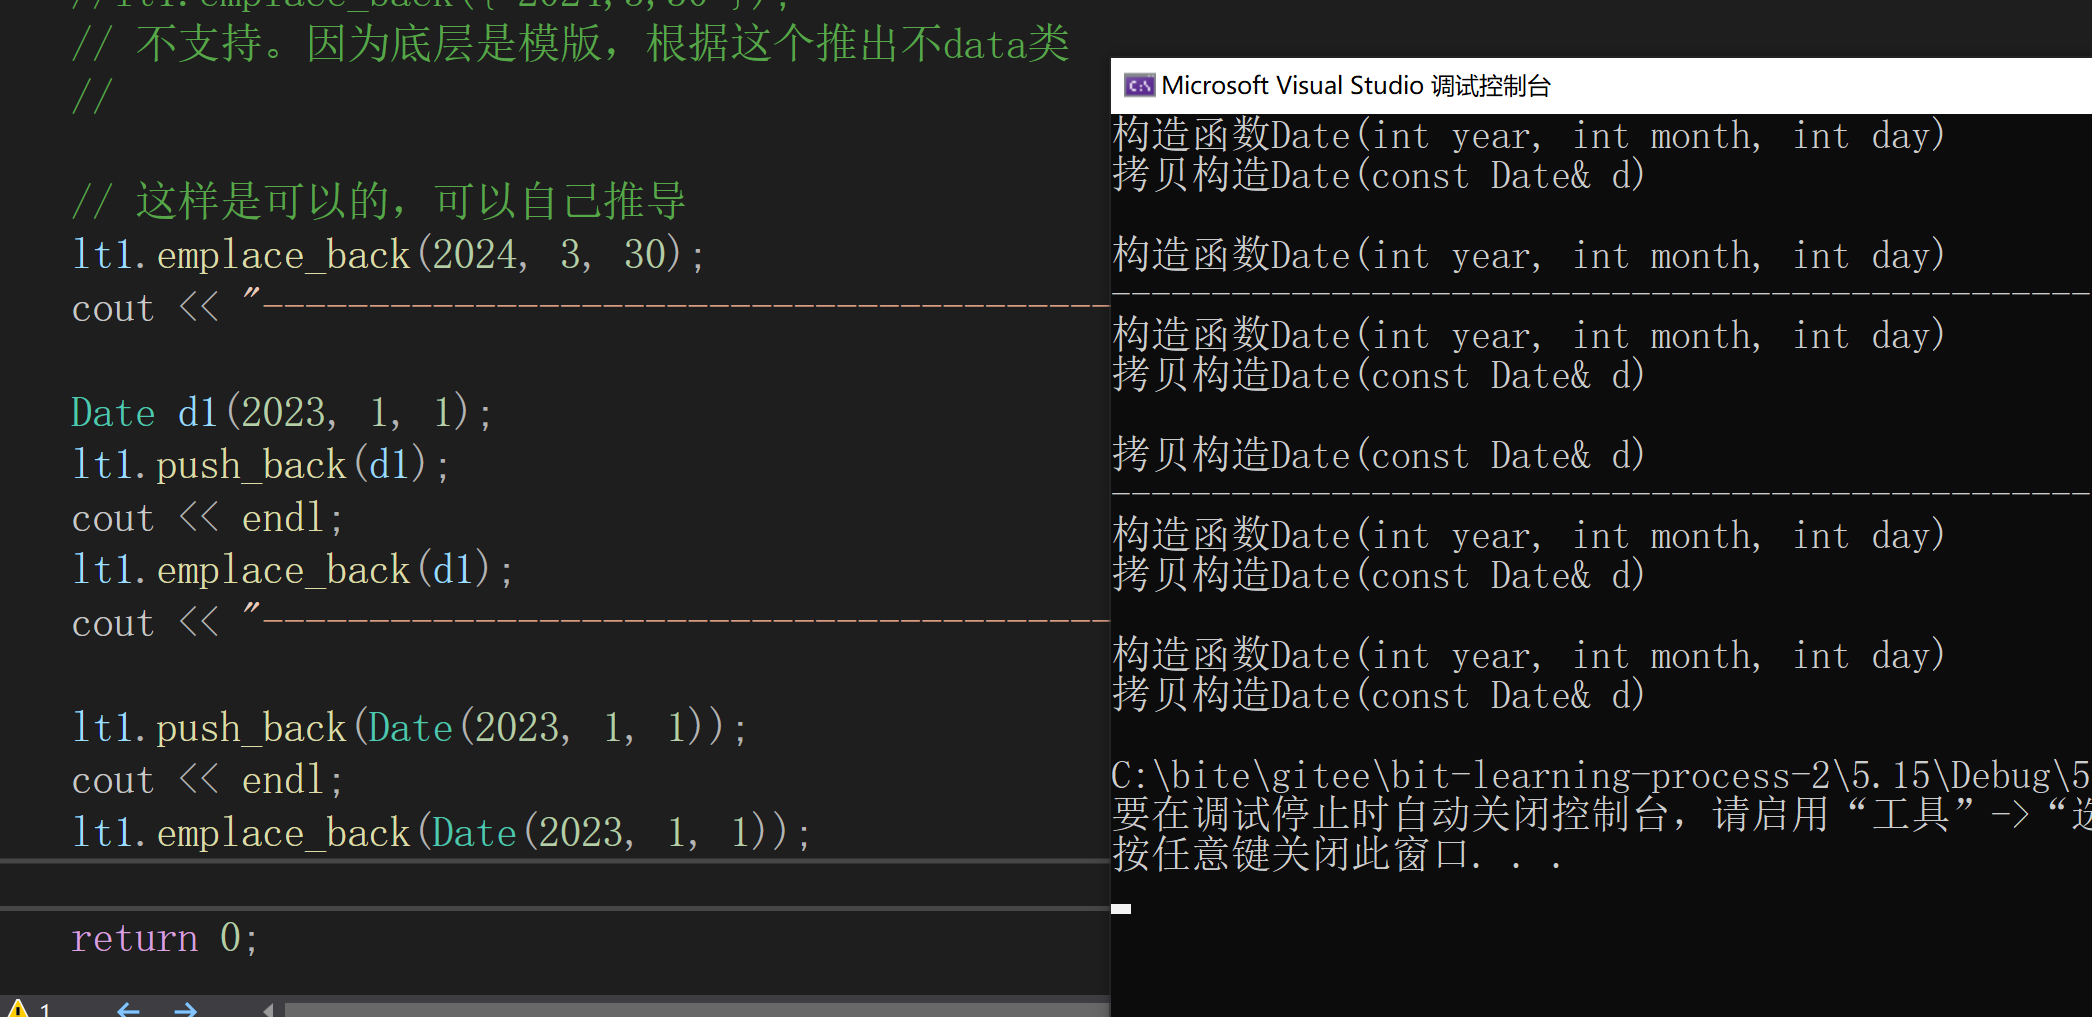 //lt1.emplace_back({ 2024,3,30 });
// 不支持。因为底层是模版，根据这个推出不data类
//
// 这样是可以的，可以自己推导
lt1.emplace_back(2024, 3, 30);
cout << "----------------------------------------
Date d1(2023, 1, 1);
lt1.push_back(d1);
cout << endl;
lt1.emplace_back(d1);
cout << "----------------------------------------
lt1.push_back(Date(2023, 1, 1));
cout << endl;
lt1.emplace_back(Date(2023, 1, 1));
return 0;
1
Microsoft Visual Studio 调试控制台
构造函数Date(int year, int month, int day)
拷贝构造Date(const Date& d)
构造函数Date(int year, int month, int day)
-------------------------------------------------
构造函数Date(int year, int month, int day)
拷贝构造Date(const Date& d)
拷贝构造Date(const Date& d)
-------------------------------------------------
构造函数Date(int year, int month, int day)
拷贝构造Date(const Date& d)
构造函数Date(int year, int month, int day)
拷贝构造Date(const Date& d)
C:\bite\gitee\bit-learning-process-2\5.15\Debug\5
要在调试停止时自动关闭控制台，请启用“工具”->“选
按任意键关闭此窗口. . .